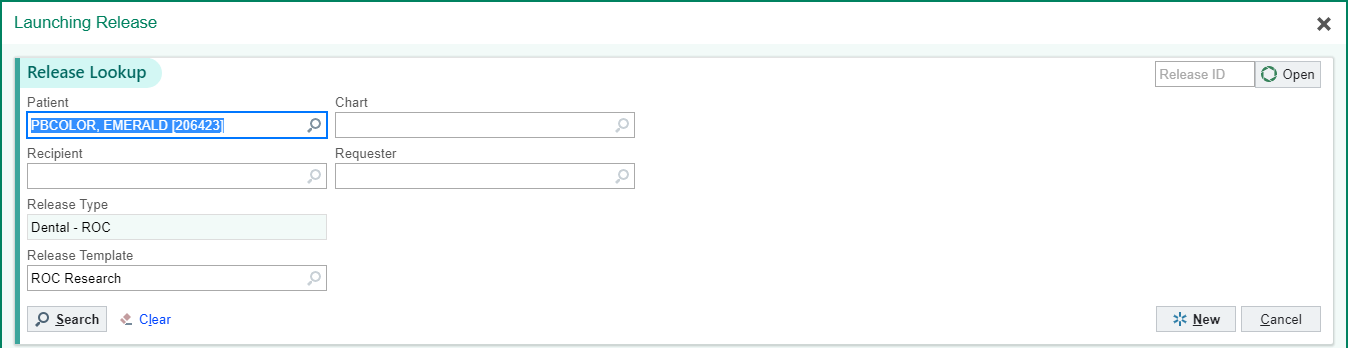 Launching Release
Release Lookup
Release ID
Open
Patient
Chart
PBCOLOR, EMERALD [206423]
Recipient
Requester
Release Type
Dental - ROC
Release Template
ROC Research
Search
Clear
New
Cancel